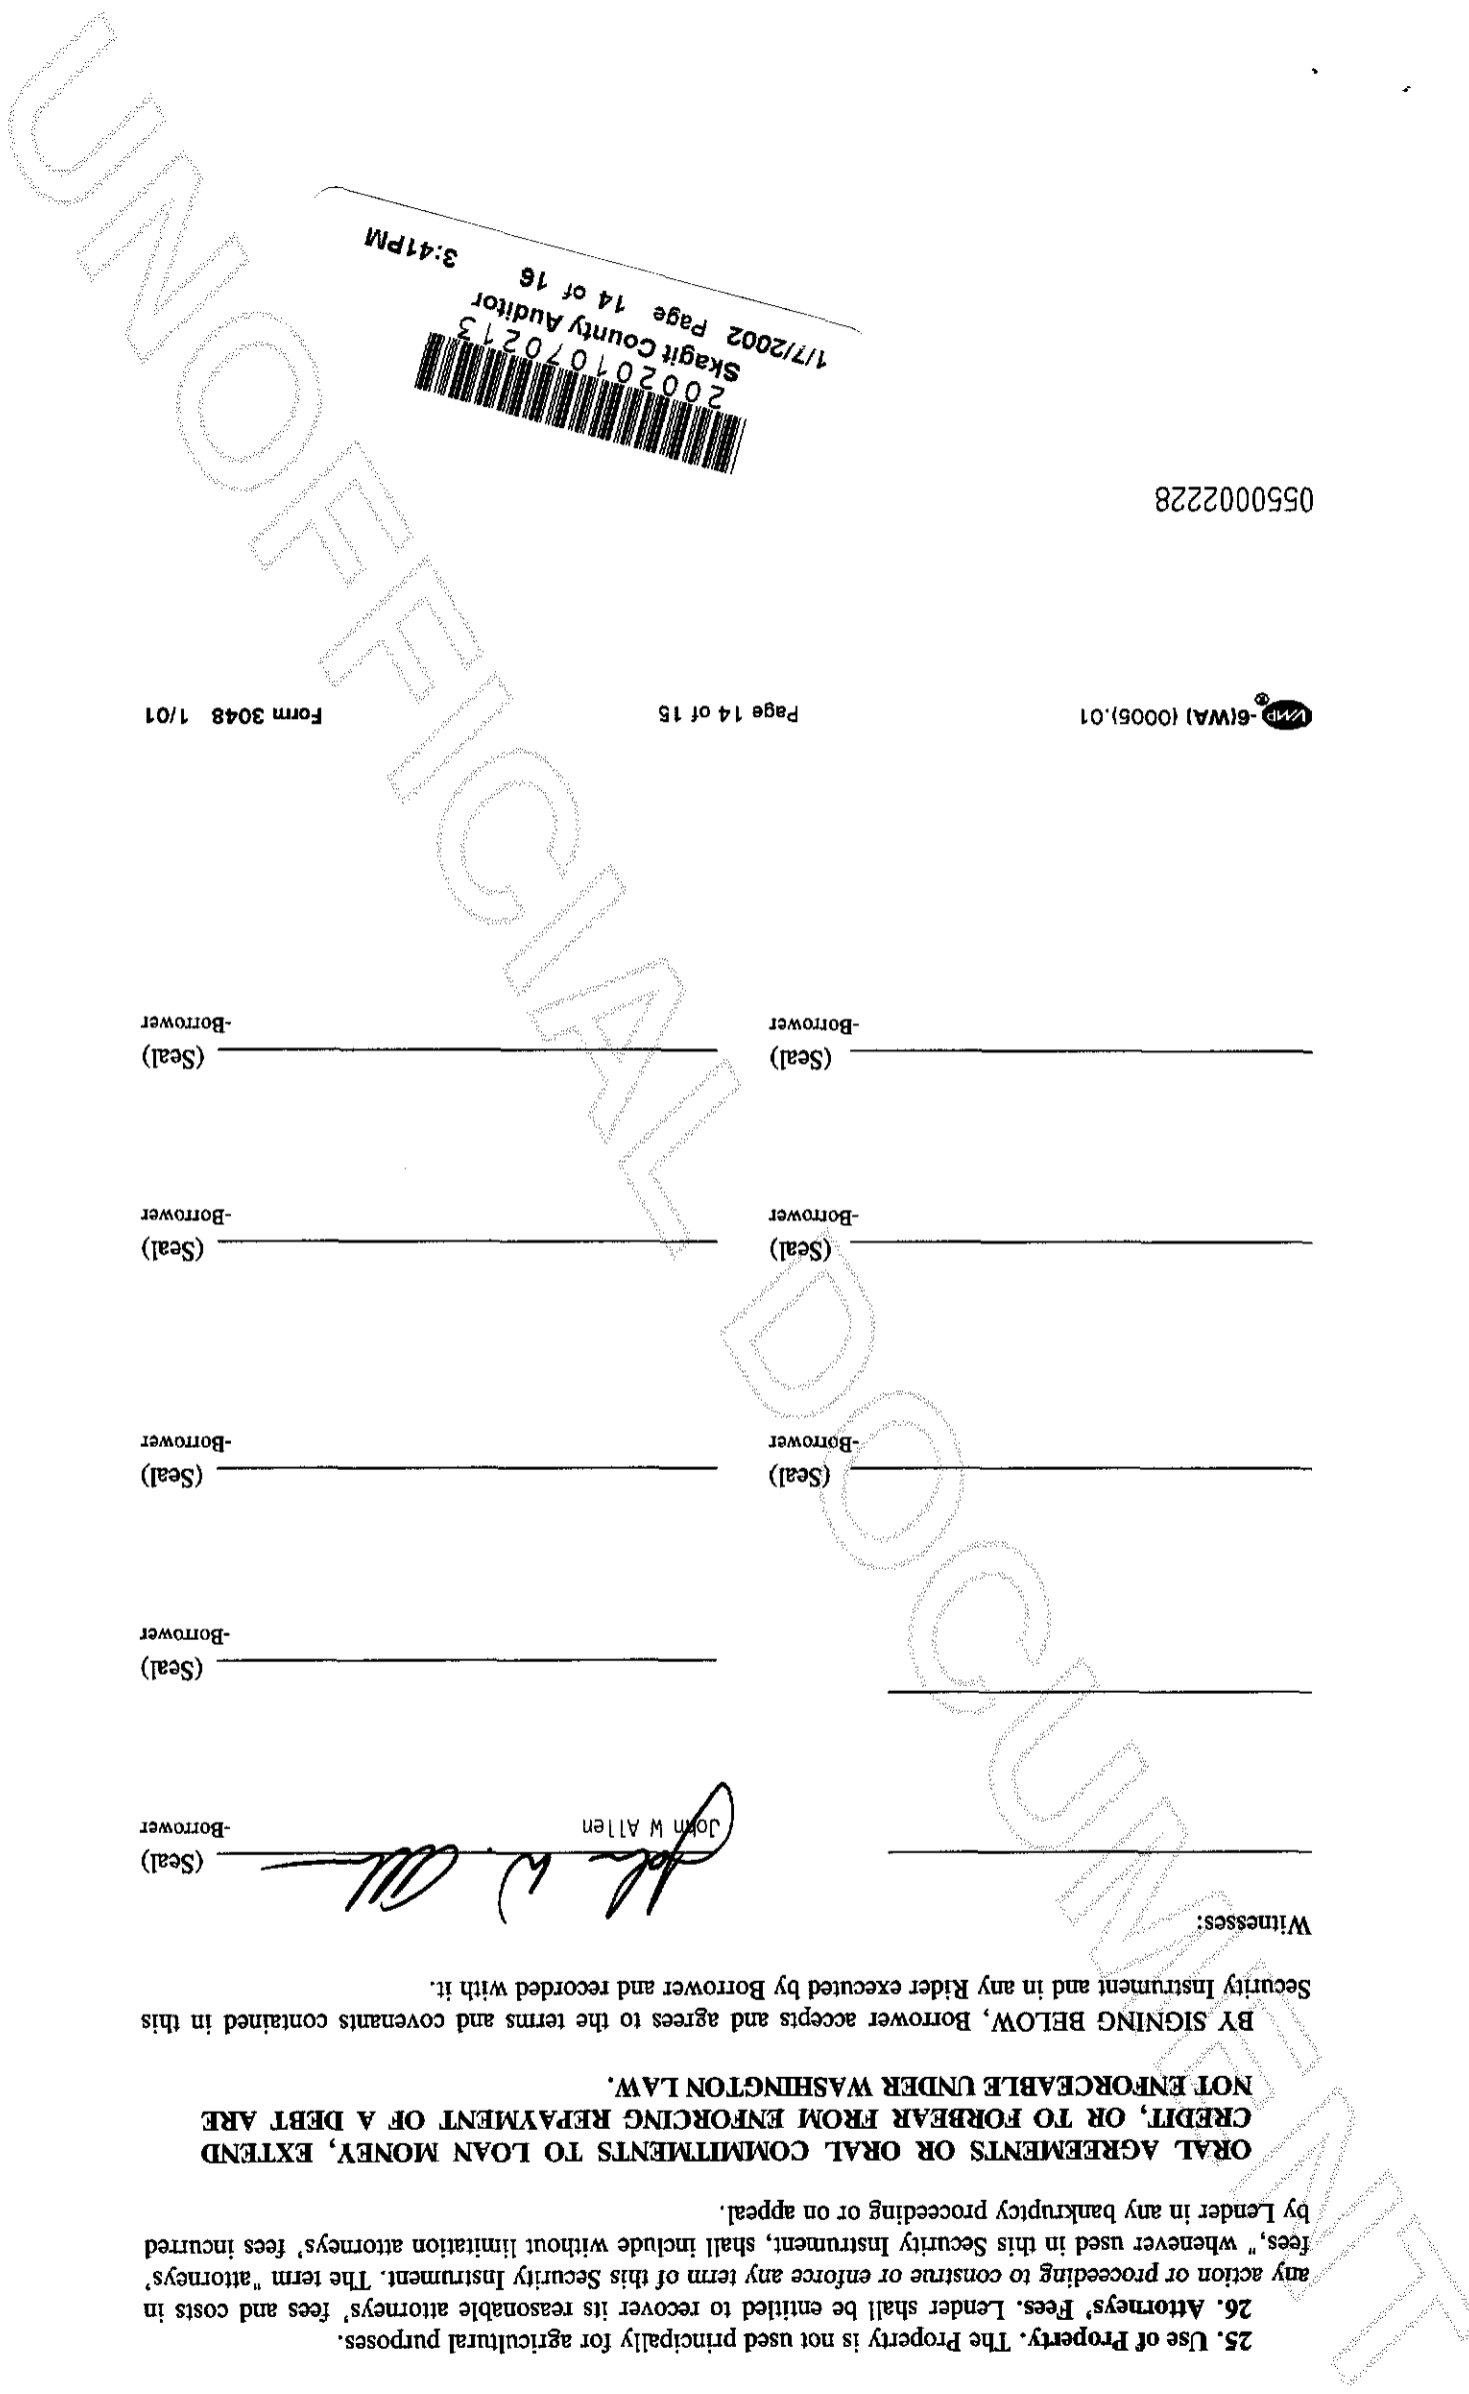 25. Use of Property. The Property is not used principally for agricultural purposes.
26. Attorneys' Fees. Lender shall be entitled to recover its reasonable attorneys' fees and costs in
any action or proceeding to construe or enforce any term of this Security Instrument. The term "attorneys'
fees," whenever used in this Security Instrument, shall include without limitation attorneys' fees incurred
by Lender in any bankruptcy proceeding or on appeal.
ORAL AGREEMENTS OR ORAL COMMITMENTS TO LOAN MONEY, EXTEND
CREDIT, OR TO FORBEAR FROM ENFORCING REPAYMENT OF A DEBT ARE
NOT ENFORCEABLE UNDER WASHINGTON LAW.
BY SIGNING BELOW, Borrower accepts and agrees to the terms and covenants contained in this
Security Instrument and in any Rider executed by Borrower and recorded with it.
Witnesses:
John W. Allen (Seal)
John W Allen -Borrower
(Seal)
-Borrower
(Seal) (Seal)
-Borrower -Borrower
(Seal) (Seal)
-Borrower -Borrower
(Seal) (Seal)
-Borrower -Borrower
VMP®-6(WA) (0005).01 Page 14 of 15 Form 3048 1/01
0550002228
200201070213
Skagit County Auditor
1/7/2002 Page 14 of 16 3:41PM
UNOFFICIAL DOCUMENT